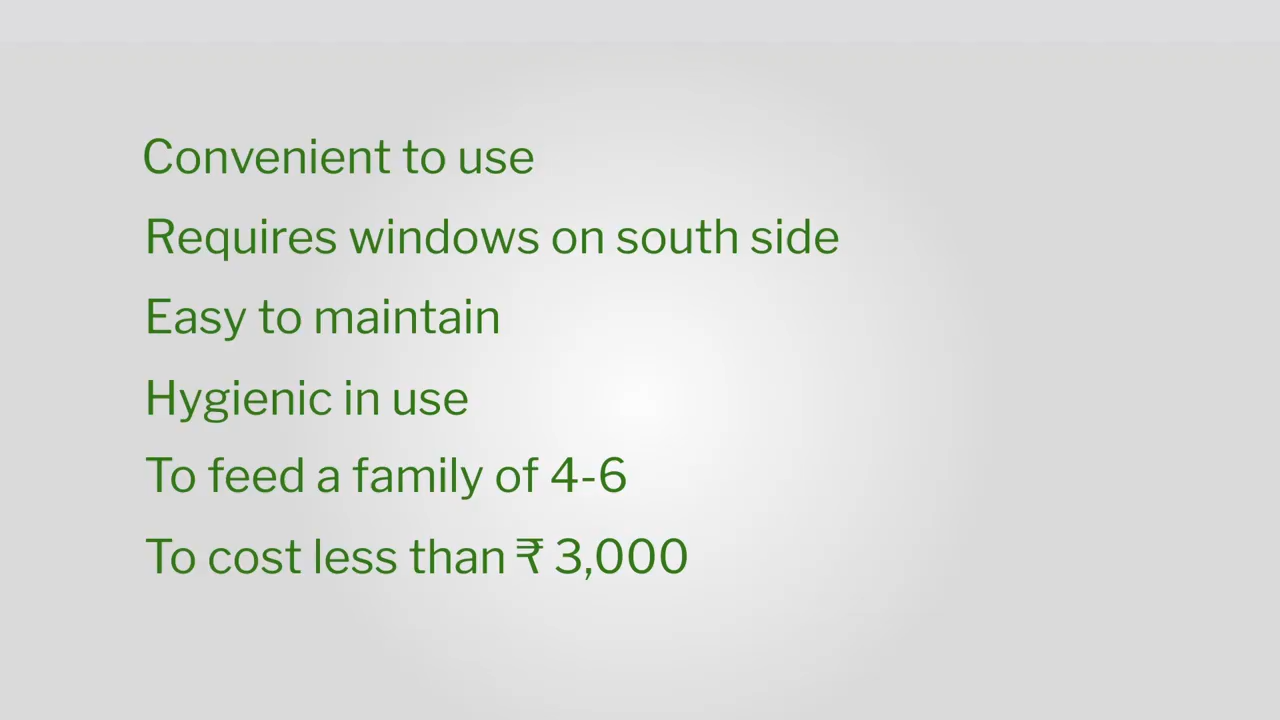 Convenient to use
Requires windows on south side
Easy to maintain
Hygienic in use
To feed a family of 4-6
To cost less than ₹ 3,000